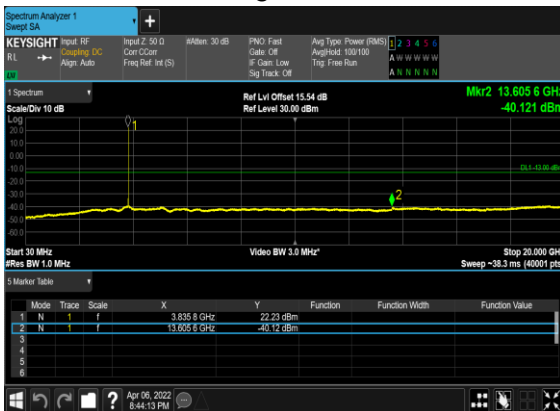 Spectrum Analyzer 1
Swept SA
+
KEYSIGHT Input: RF Input Z: 50 Ω #Atten: 30 dB PNO: Fast Avg Type: Power (RMS) 1 2 3 4 5 6
RL Coupling: DC Corr CCorr Gate: Off Avg|Hold: 100/100 A W W W W W
Align: Auto Freq Ref: Int (S) IF Gain: Low Trig: Free Run
Sig Track: Off A N N N N N
1 Spectrum Ref Lvl Offset 15.54 dB Mkr2 13.605 6 GHz
Scale/Div 10 dB Ref Level 30.00 dBm -40.121 dBm
Log
20.0
10.0
0.00
-10.0
DL1 -13.00 dBm
-20.0
-30.0
-40.0
-50.0
-60.0
1
2
Start 30 MHz Video BW 3.0 MHz* Stop 20.000 GHz
#Res BW 1.0 MHz Sweep ~38.3 ms (40001 pts)
5 Marker Table
Mode Trace Scale X Y Function Function Width Function Value
1 N 1 f 3.835 8 GHz 22.23 dBm
2 N 1 f 13.605 6 GHz -40.12 dBm
3
4
5
6
? Apr 06, 2022
8:44:13 PM